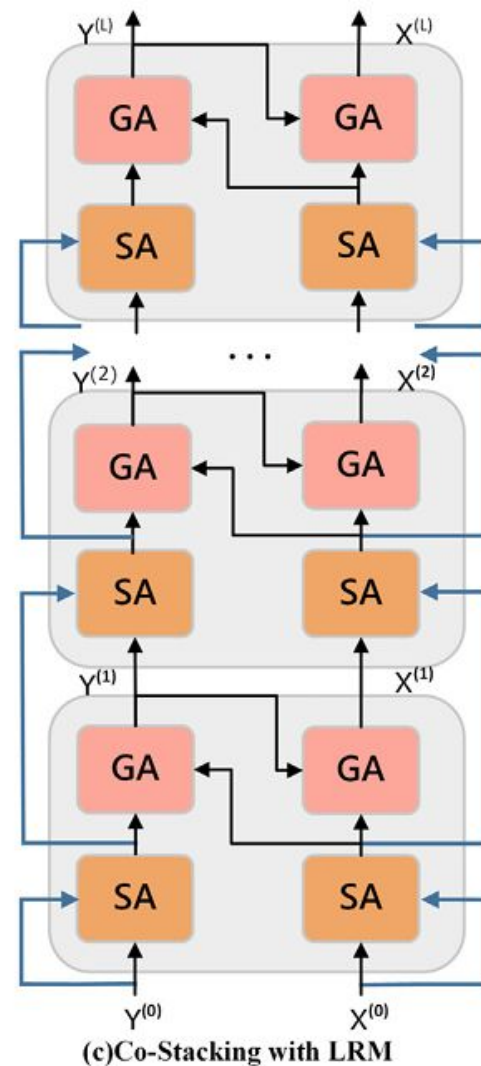 Y(L) X(L)
GA GA
SA SA
...
Y(2) X(2)
GA GA
SA SA
Y(1) X(1)
GA GA
SA SA
Y(0) X(0)
(c)Co-Stacking with LRM